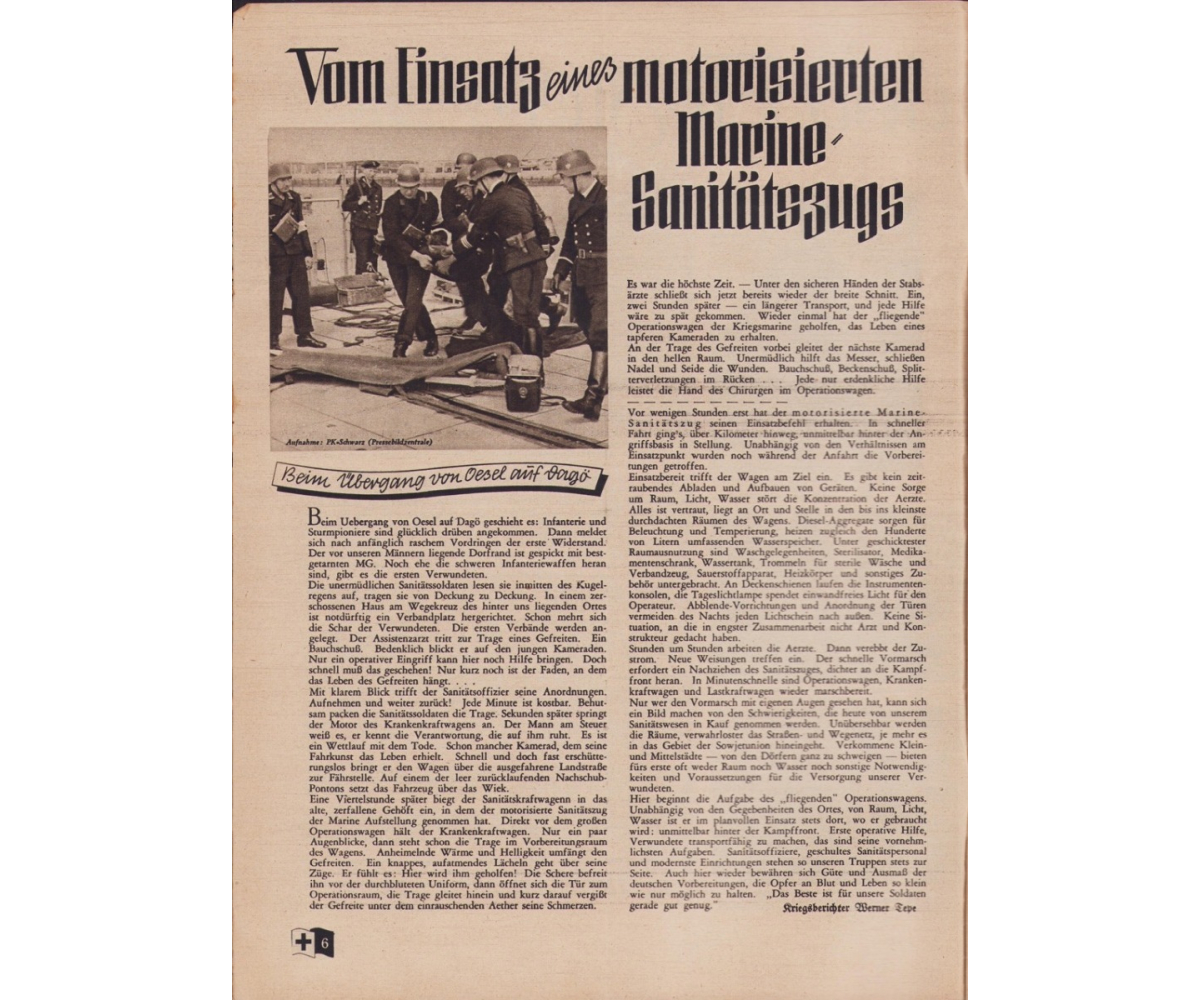 Vom Einsatz eines motorisierten
Marine-
Sanitätszugs
Aufnahme: PK-Schwarz (Pressebildzentrale)
Beim Übergang von Oesel auf Dagö
Beim Uebergang von Oesel auf Dagö geschieht es: Infanterie und
Sturmpioniere sind glücklich drüben angekommen. Dann meldet
sich nach anfänglich raschem Vordringen der erste Widerstand.
Der vor unseren Männern liegende Dorfrand ist gespickt mit best-
getarnten MG. Noch ehe die schweren Infanteriewaffen heran
sind, gibt es die ersten Verwundeten.
Die unermüdlichen Sanitätssoldaten lesen sie inmitten des Kugel-
regens auf, tragen sie von Deckung zu Deckung. In einem zer-
schossenen Haus am Wegekreuz des hinter uns liegenden Ortes
ist notdürftig ein Verbandplatz hergerichtet. Schon mehrt sich
die Schar der Verwundeten. Die ersten Verbände werden an-
gelegt. Der Assistenzarzt tritt zur Trage eines Gefreiten. Ein
Bauchschuß. Bedenklich blickt er auf den jungen Kameraden.
Nur ein operativer Eingriff kann hier noch Hilfe bringen. Doch
schnell muß das geschehen! Nur kurz noch ist der Faden, an dem
das Leben des Gefreiten hängt. . . .
Mit klarem Blick trifft der Sanitätsoffizier seine Anordnungen.
Aufnehmen und weiter zurück! Jede Minute ist kostbar. Behut-
sam packen die Sanitätssoldaten die Trage. Sekunden später springt
der Motor des Krankenkraftwagens an. Der Mann am Steuer
weiß es, er kennt die Verantwortung, die auf ihm ruht. Es ist
ein Wettlauf mit dem Tode. Schon mancher Kamerad, dem seine
Fahrkunst das Leben erhielt. Schnell und doch fast erschütte-
rungslos bringt er den Wagen über die ausgefahrene Landstraße
zur Fährstelle. Auf einem der leer zurücklaufenden Nachschub-
Pontons setzt das Fahrzeug über das Wiek.
Eine Viertelstunde später biegt der Sanitätskraftwagenn in das
alte, zerfallene Gehöft ein, in dem der motorisierte Sanitätszug
der Marine Aufstellung genommen hat. Direkt vor dem großen
Operationswagen hält der Krankenkraftwagen. Nur ein paar
Augenblicke, dann steht schon die Trage im Vorbereitungsraum
des Wagens. Anheimelnde Wärme und Helligkeit umfängt den
Gefreiten. Ein knappes, aufatmendes Lächeln geht über seine
Züge. Er fühlt es: Hier wird ihm geholfen! Die Schere befreit
ihn vor der durchbluteten Uniform, dann öffnet sich die Tür zum
Operationsraum, die Trage gleitet hinein und kurz darauf vergißt
der Gefreite unter dem einrauschenden Aether seine Schmerzen.
Es war die höchste Zeit. — Unter den sicheren Händen der Stabs-
ärzte schließt sich jetzt bereits wieder der breite Schnitt. Ein,
zwei Stunden später — ein längerer Transport, und jede Hilfe
wäre zu spät gekommen. Wieder einmal hat der „fliegende"
Operationswagen der Kriegsmarine geholfen, das Leben eines
tapferen Kameraden zu erhalten.
An der Trage des Gefreiten vorbei gleitet der nächste Kamerad
in den hellen Raum. Unermüdlich hilft das Messer, schließen
Nadel und Seide die Wunden. Bauchschuß, Beckenschuß, Split-
terverletzungen im Rücken . . . Jede nur erdenkliche Hilfe
leistet die Hand des Chirurgen im Operationswagen.
Vor wenigen Stunden erst hat der motorisierte Marine-
Sanitätszug seinen Einsatzbefehl erhalten. In schneller
Fahrt ging's, über Kilometer hinweg, unmittelbar hinter der An-
griffsbasis in Stellung. Unabhängig von den Verhältnissen am
Einsatzpunkt wurden noch während der Anfahrt die Vorberei-
tungen getroffen.
Einsatzbereit trifft der Wagen am Ziel ein. Es gibt kein zeit-
raubendes Abladen und Aufbauen von Geräten. Keine Sorge
um Raum, Licht, Wasser stört die Konzentration der Aerzte.
Alles ist vertraut, liegt an Ort und Stelle in den bis ins kleinste
durchdachten Räumen des Wagens. Diesel-Aggregate sorgen für
Beleuchtung und Temperierung, heizen zugleich den Hunderte
von Litern umfassenden Wasserspeicher. Unter geschicktester
Raumausnutzung sind Waschgelegenheiten, Sterilisator, Medika-
mentenschrank, Wassertank, Trommeln für sterile Wäsche und
Verbandzeug, Sauerstoffapparat, Heizkörper und sonstiges Zu-
behör untergebracht. An Deckenschienen laufen die Instrumenten-
konsolen, die Tageslichtlampe spendet einwandfreies Licht für den
Operateur. Abblende-Vorrichtungen und Anordnung der Türen
vermeiden des Nachts jeden Lichtschein nach außen. Keine Si-
tuation, an die in engster Zusammenarbeit nicht Arzt und Kon-
strukteur gedacht haben.
Stunden um Stunden arbeiten die Aerzte. Dann verebbt der Zu-
strom. Neue Weisungen treffen ein. Der schnelle Vormarsch
erfordert ein Nachziehen des Sanitätszuges, dichter an die Kampf-
front heran. In Minutenschnelle sind Operationswagen, Kranken-
kraftwagen und Lastkraftwagen wieder marschbereit.
Nur wer den Vormarsch mit eigenen Augen gesehen hat, kann sich
ein Bild machen von den Schwierigkeiten, die heute von unserem
Sanitätswesen in Kauf genommen werden. Unübersehbar werden
die Räume, verwahrloster das Straßen- und Wegenetz, je mehr es
in das Gebiet der Sowjetunion hineingeht. Verkommene Klein-
und Mittelstädte — von den Dörfern ganz zu schweigen — bieten
fürs erste oft weder Raum noch Wasser noch sonstige Notwendig-
keiten und Voraussetzungen für die Versorgung unserer Ver-
wundeten.
Hier beginnt die Aufgabe des „fliegenden" Operationswagens.
Unabhängig von den Gegebenheiten des Ortes, von Raum, Licht,
Wasser ist er im planvollen Einsatz stets dort, wo er gebraucht
wird: unmittelbar hinter der Kampffront. Erste operative Hilfe,
Verwundete transportfähig zu machen, das sind seine vornehm-
lichsten Aufgaben. Sanitätsoffiziere, geschultes Sanitätspersonal
und modernste Einrichtungen stehen so unseren Truppen stets zur
Seite. Auch hier wieder bewähren sich Güte und Ausmaß der
deutschen Vorbereitungen, die Opfer an Blut und Leben so klein
wie nur möglich zu halten. „Das Beste ist für unsere Soldaten
gerade gut genug." Kriegsberichter Werner Tepe
6